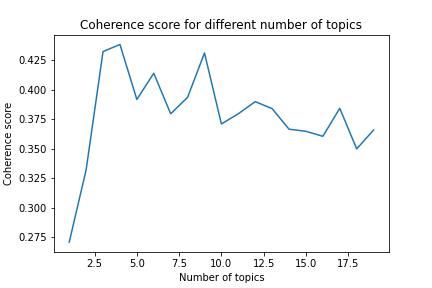 Coherence score for different number of topics
Coherence score
0.425
0.400
0.375
0.350
0.325
0.300
0.275
2.5 5.0 7.5 10.0 12.5 15.0 17.5
Number of topics